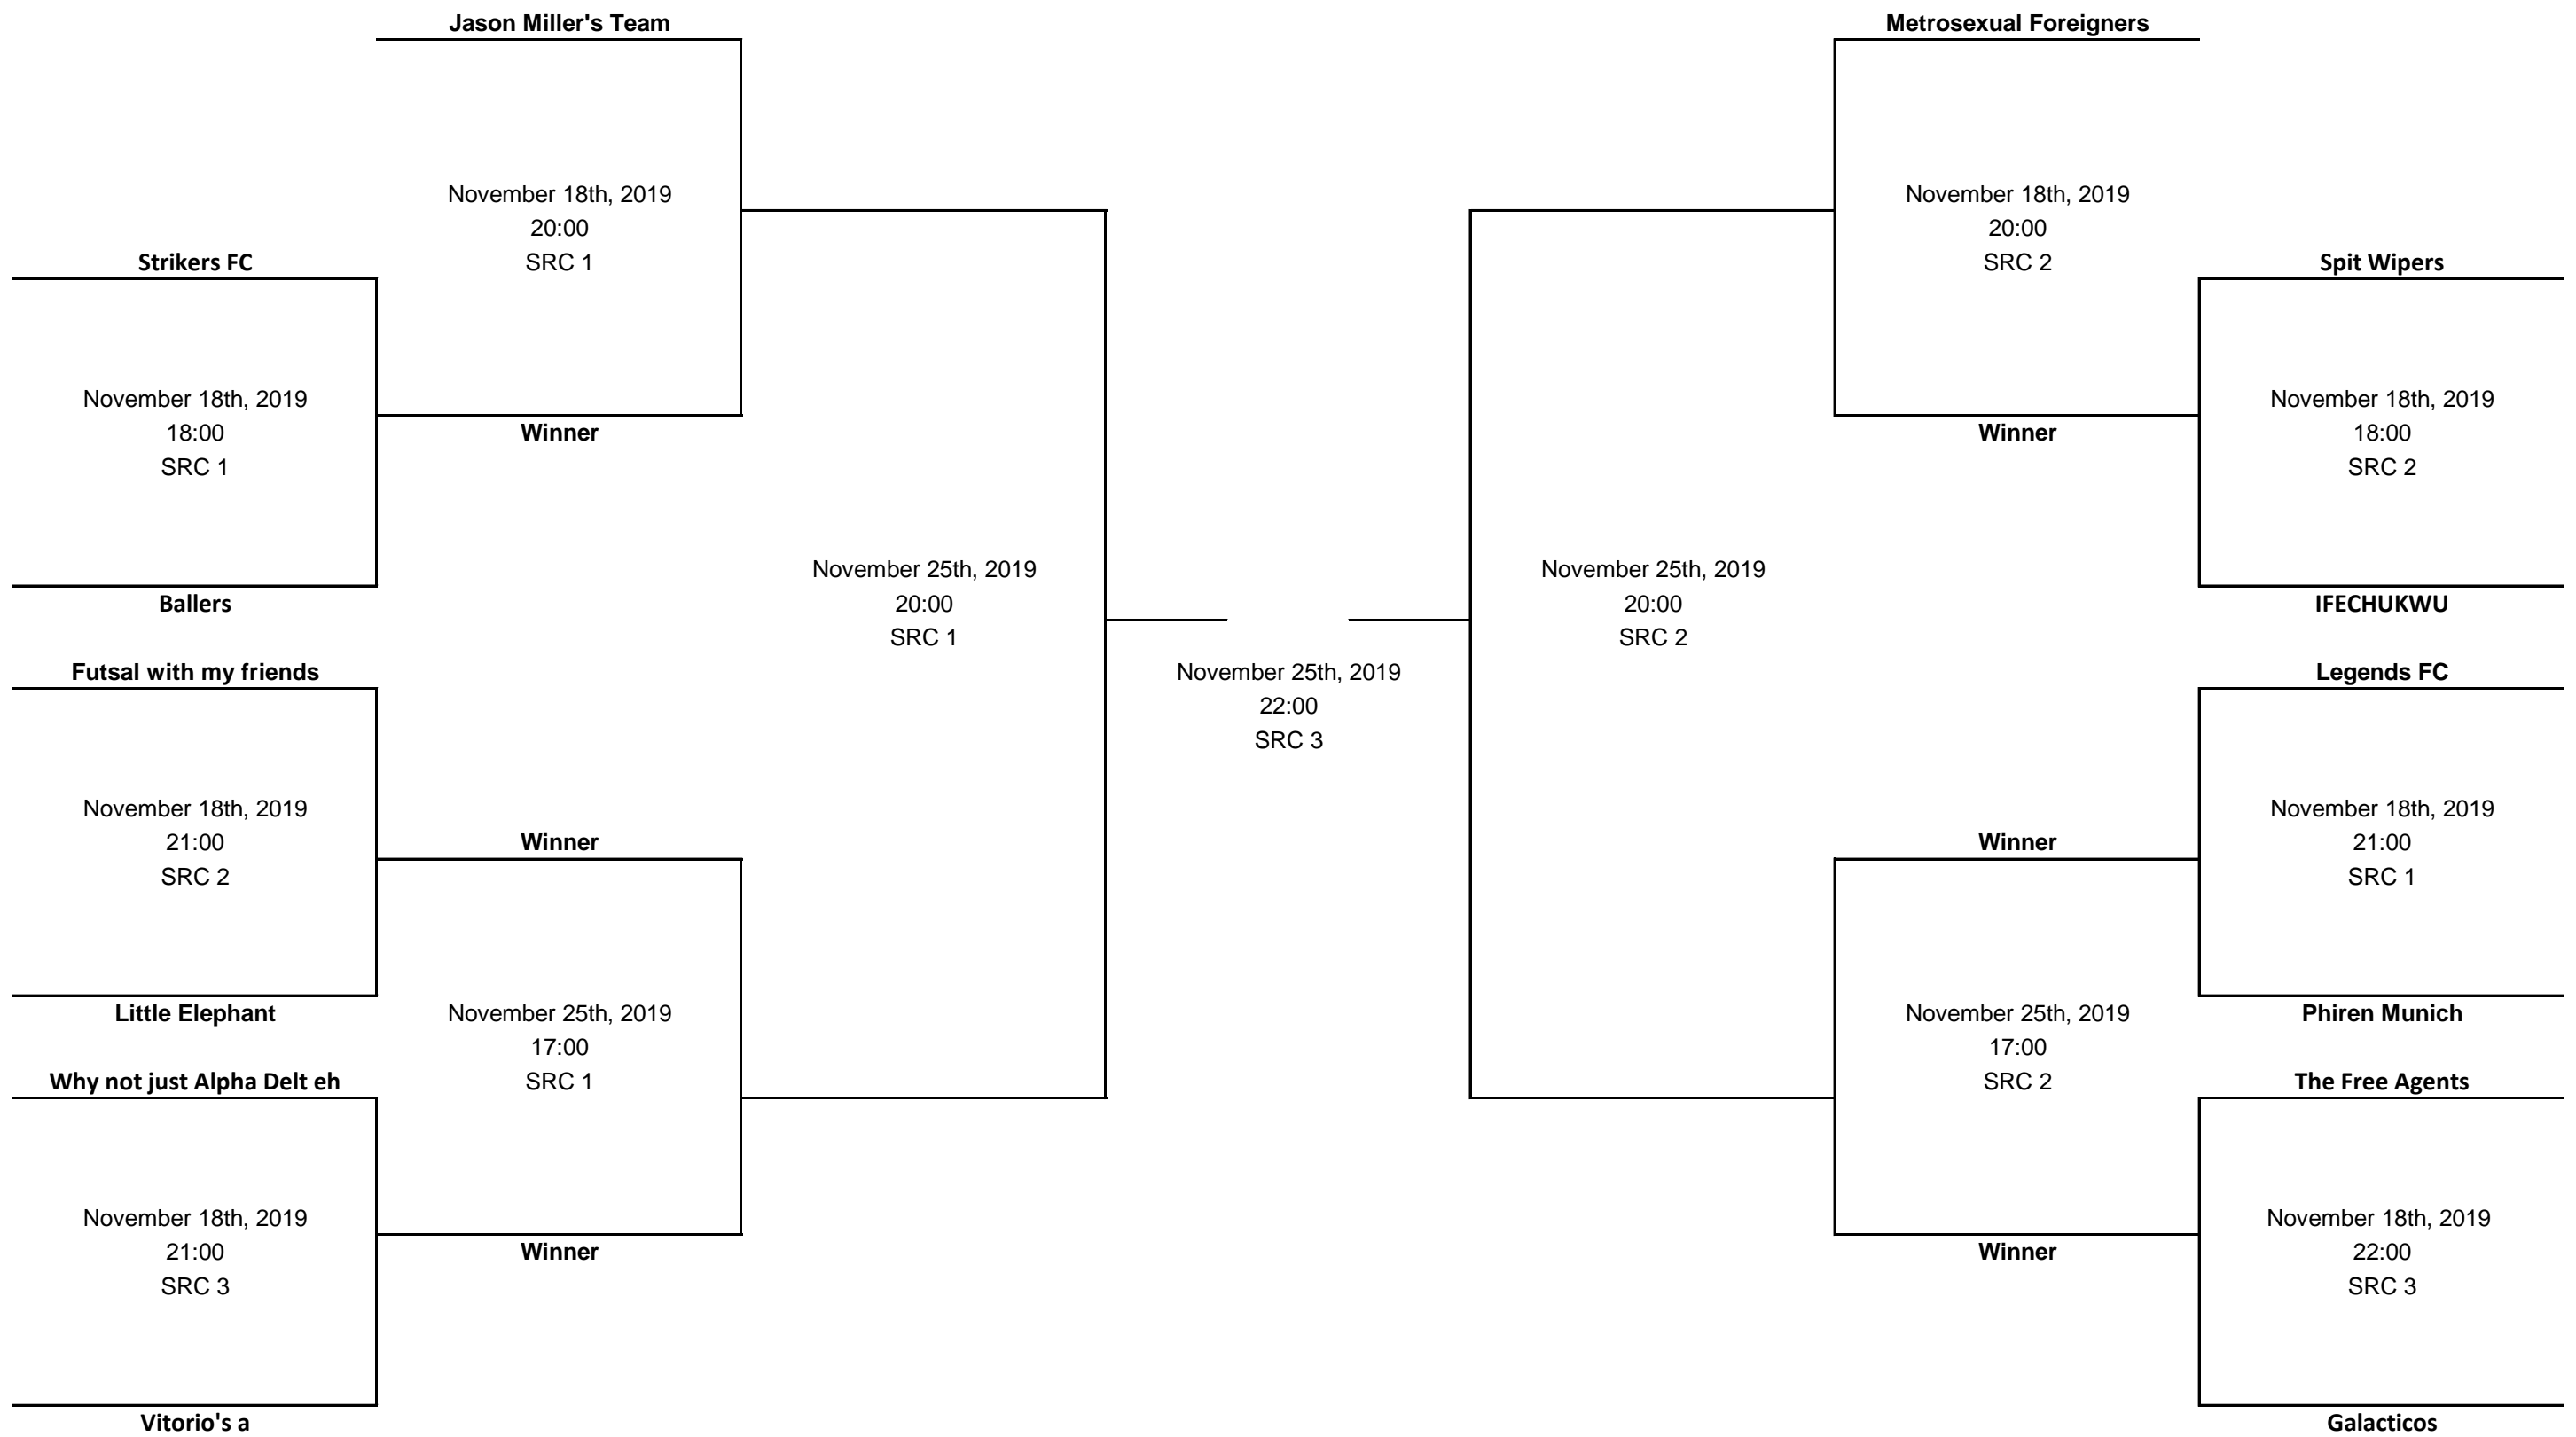 Jason Miller's Team
Metrosexual Foreigners
November 18th, 2019
20:00
SRC 1
November 18th, 2019
20:00
SRC 2
Strikers FC
Spit Wipers
November 18th, 2019
18:00
SRC 1
Winner
Winner
November 18th, 2019
18:00
SRC 2
Ballers
November 25th, 2019
20:00
SRC 1
November 25th, 2019
20:00
SRC 2
IFECHUKWU
Futsal with my friends
November 25th, 2019
22:00
SRC 3
Legends FC
November 18th, 2019
21:00
SRC 2
Winner
Winner
November 18th, 2019
21:00
SRC 1
Little Elephant
November 25th, 2019
17:00
SRC 1
November 25th, 2019
17:00
SRC 2
Phiren Munich
Why not just Alpha Delt eh
The Free Agents
November 18th, 2019
21:00
SRC 3
Winner
Winner
November 18th, 2019
22:00
SRC 3
Vitorio's a
Galacticos